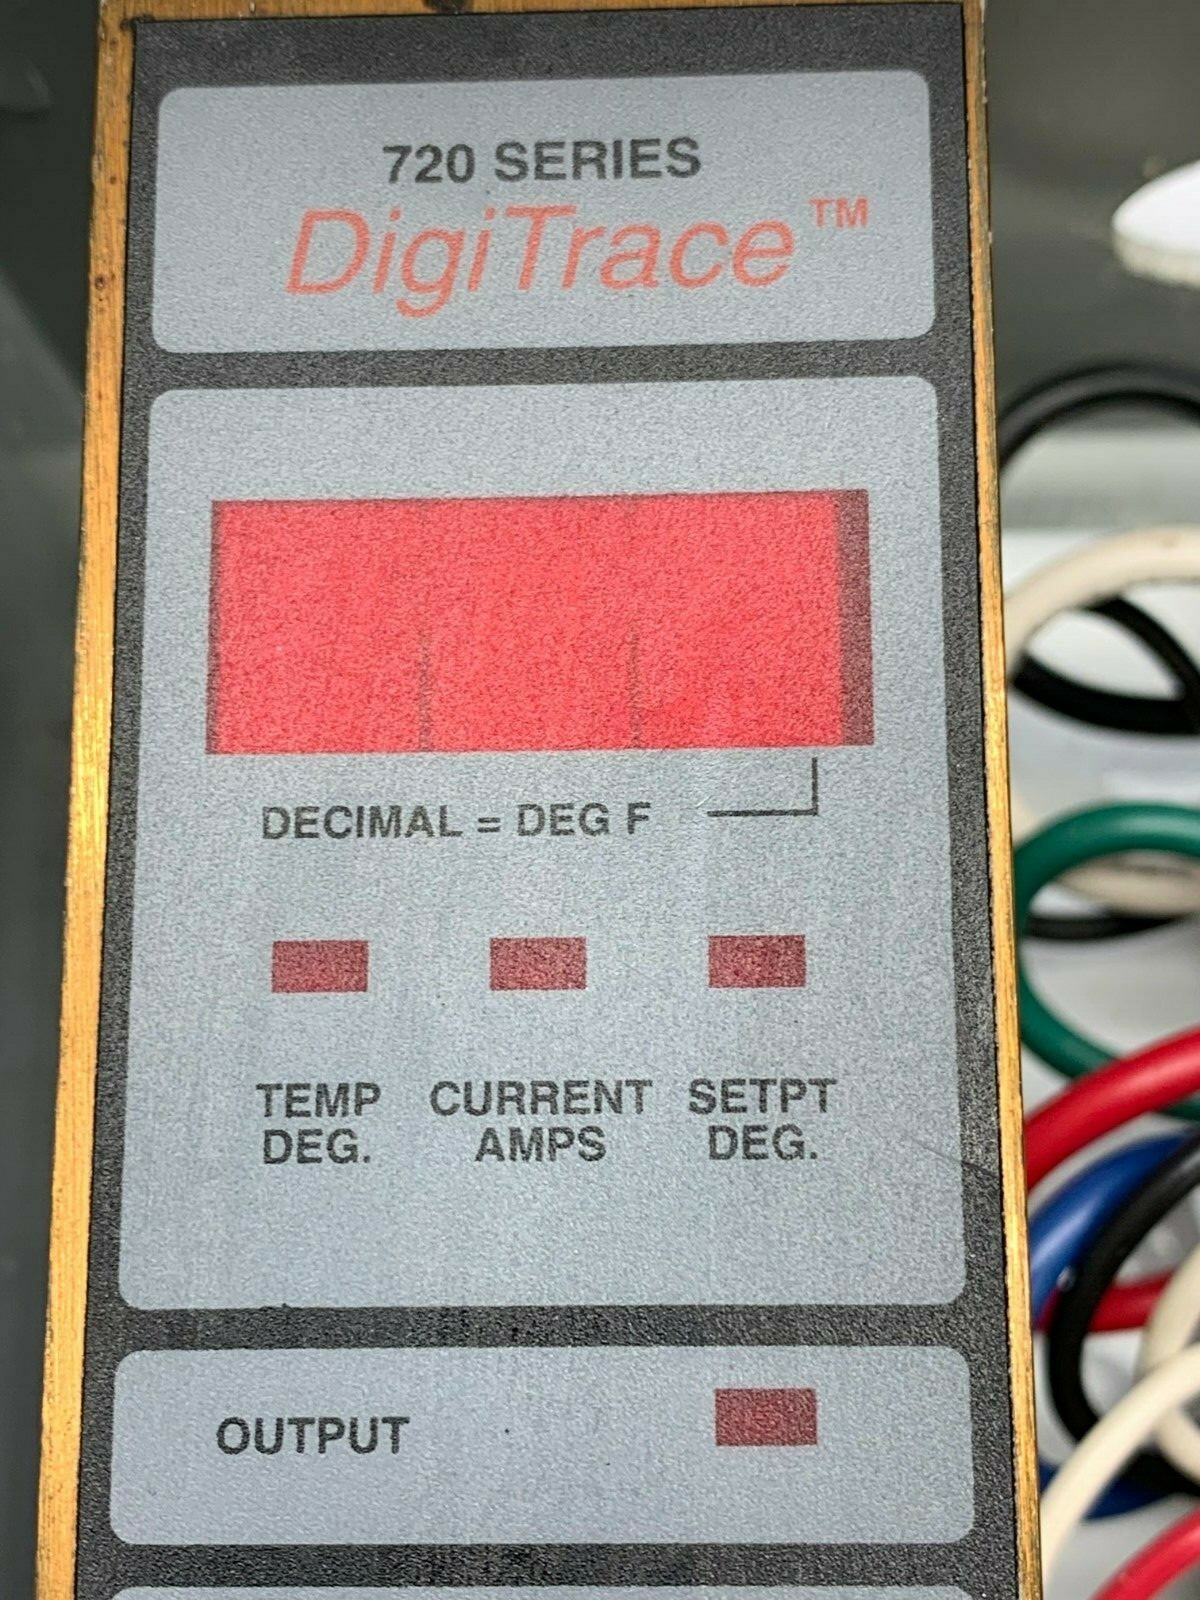 720 SERIES
DigiTrace™
DECIMAL = DEG F
TEMP DEG.
CURRENT AMPS
SETPT DEG.
OUTPUT